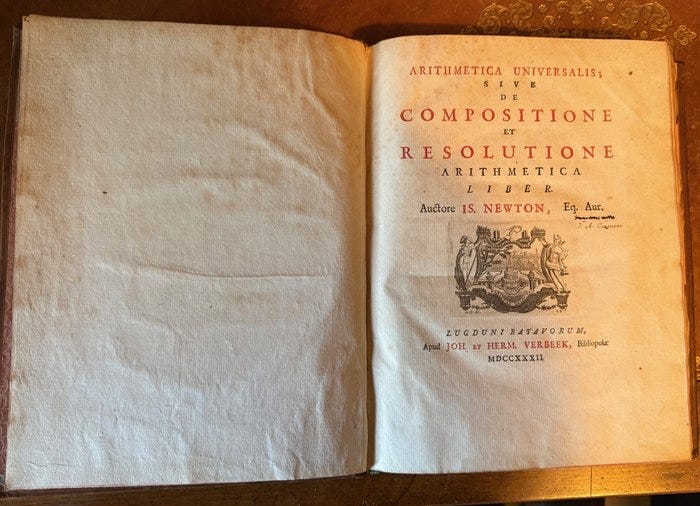 ARITHMETICA UNIVERSALIS;
SIVE
DE
COMPOSITIONE
ET
RESOLUTIONE
ARITHMETICA
LIBER.
Auctore IS. NEWTON, Eq. Aur.
J. A.
LUGDUNI BATAVORUM,
Apud JOH. ET HERM. VERBEEK, Bibliopolæ
MDCCXXXII.